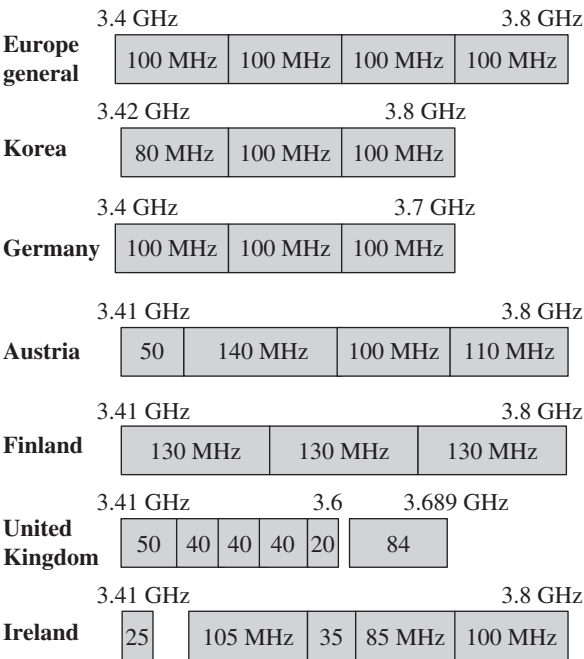 3.4 GHz 3.8 GHz
Europe general 100 MHz 100 MHz 100 MHz 100 MHz
3.42 GHz 3.8 GHz
Korea 80 MHz 100 MHz 100 MHz
3.4 GHz 3.7 GHz
Germany 100 MHz 100 MHz 100 MHz
3.41 GHz 3.8 GHz
Austria 50 140 MHz 100 MHz 110 MHz
3.41 GHz 3.8 GHz
Finland 130 MHz 130 MHz 130 MHz
3.41 GHz 3.6 3.689 GHz
United Kingdom 50 40 40 40 20 84
3.41 GHz 3.8 GHz
Ireland 25 105 MHz 35 85 MHz 100 MHz